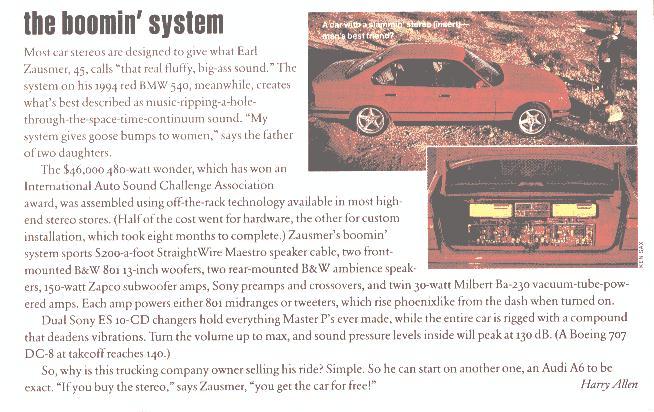 the boomin' system
A car with a slammin' stereo (insert)—
men's best friend?
Most car stereos are designed to give what Earl
Zausmer, 45, calls "that real fluffy, big-ass sound." The
system on his 1994 red BMW 540, meanwhile, creates
what's best described as music-ripping-a-hole-
through-the-space-time-continuum sound. "My
system gives goose bumps to women," says the father
of two daughters.
The $46,000 480-watt wonder, which has won an
International Auto Sound Challenge Association
award, was assembled using off-the-rack technology available in most high-
end stereo stores. (Half of the cost went for hardware, the other for custom
installation, which took eight months to complete.) Zausmer's boomin'
system sports $200-a-foot StraightWire Maestro speaker cable, two front-
mounted B&W 801 13-inch woofers, two rear-mounted B&W ambience speak-
ers, 150-watt Zapco subwoofer amps, Sony preamps and crossovers, and twin 30-watt Milbert Ba-230 vacuum-tube-pow-
ered amps. Each amp powers either 801 midranges or tweeters, which rise phoenixlike from the dash when turned on.
Dual Sony ES 10-CD changers hold everything Master P's ever made, while the entire car is rigged with a compound
that deadens vibrations. Turn the volume up to max, and sound pressure levels inside will peak at 130 dB. (A Boeing 707
DC-8 at takeoff reaches 140.)
So, why is this trucking company owner selling his ride? Simple. So he can start on another one, an Audi A6 to be
exact. "If you buy the stereo," says Zausmer, "you get the car for free!"
Harry Allen
KEN SAX